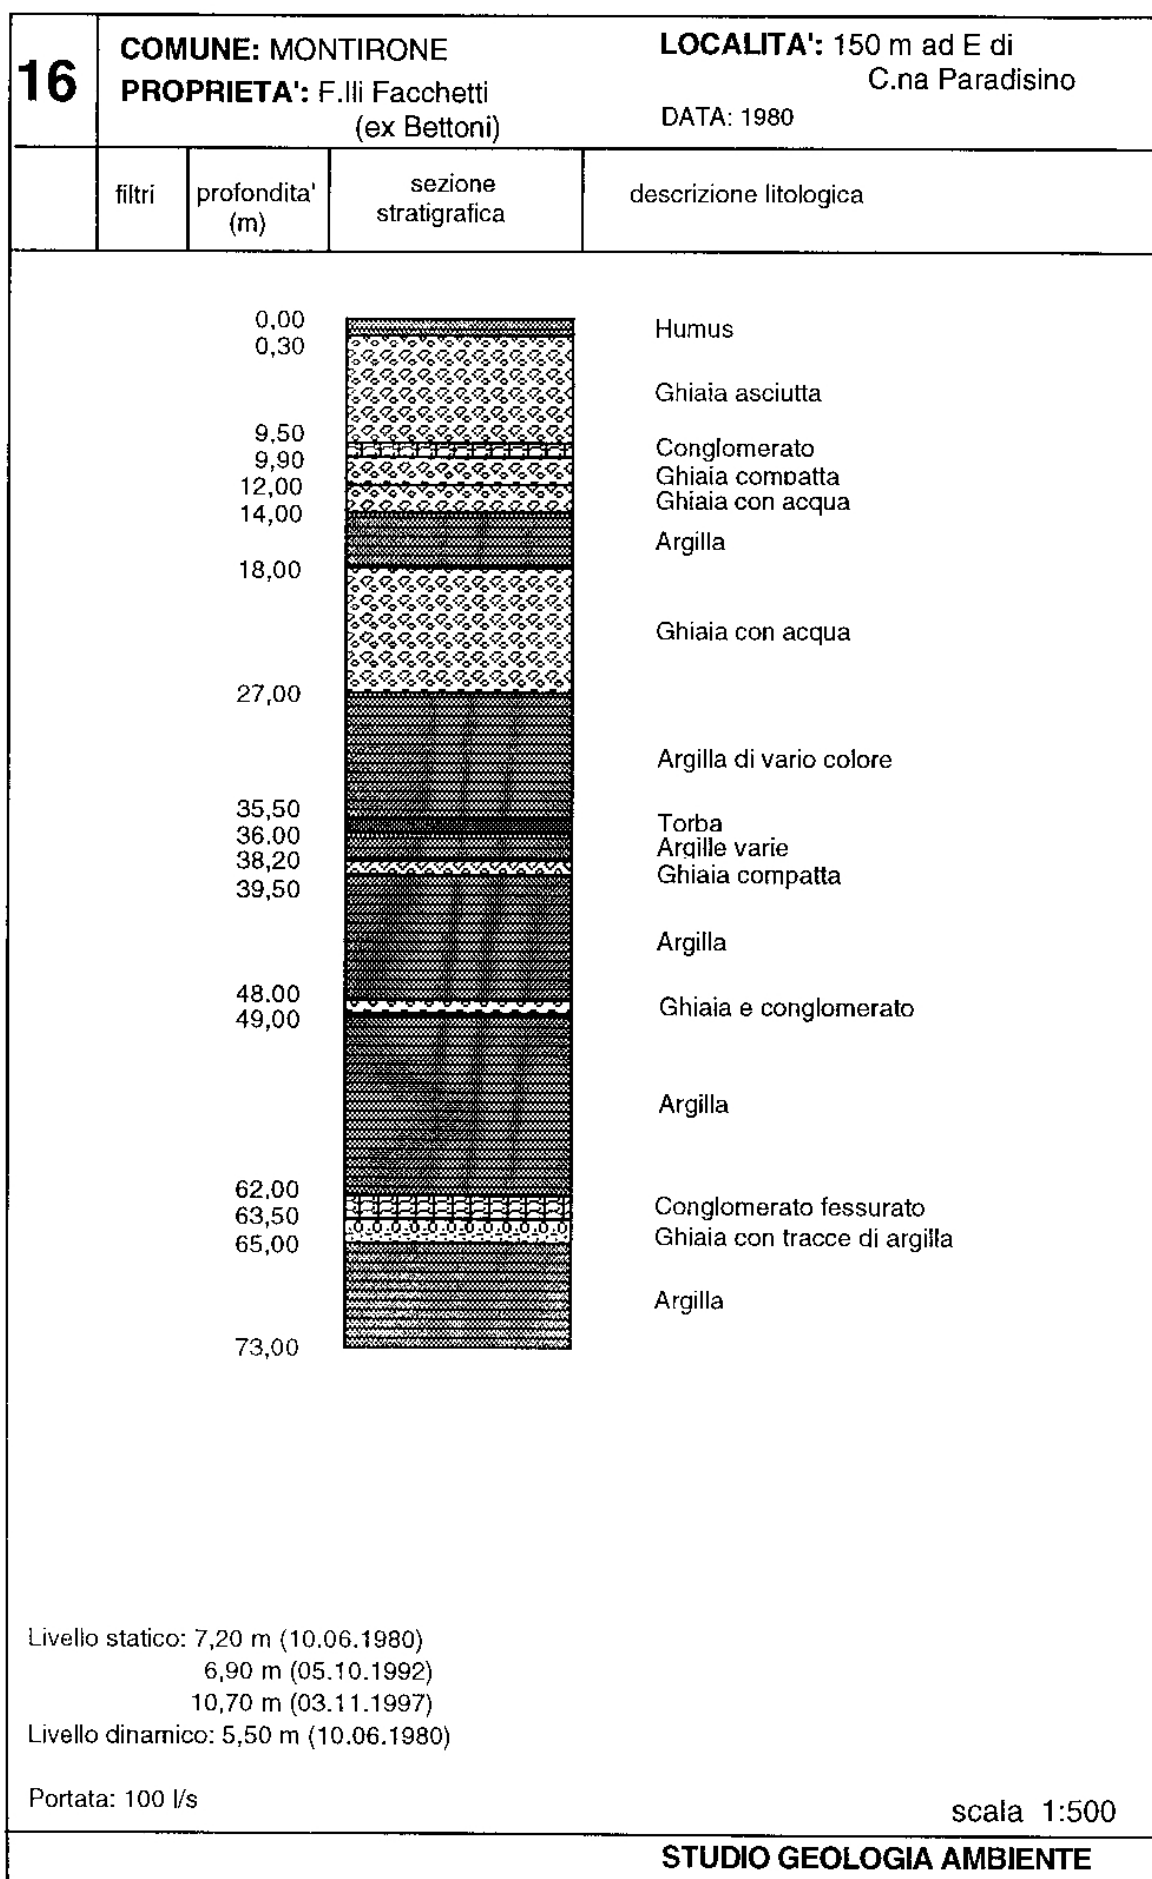 16
COMUNE: MONTIRONE
PROPRIETA': F.lli Facchetti
(ex Bettoni)
LOCALITA': 150 m ad E di
C.na Paradisino
DATA: 1980
filtri
profondita'
(m)
sezione
stratigrafica
descrizione litologica
0,00
Humus
0,30
Ghiaia asciutta
9,50
Conglomerato
9,90
Ghiaia compatta
12,00
Ghiaia con acqua
14,00
Argilla
18,00
Ghiaia con acqua
27,00
Argilla di vario colore
35,50
Torba
36.00
Argille varie
38,20
Ghiaia compatta
39,50
Argilla
48.00
Ghiaia e conglomerato
49,00
Argilla
62,00
Conglomerato fessurato
63,50
Ghiaia con tracce di argilla
65,00
Argilla
73,00
Livello statico: 7,20 m (10.06.1980)
6,90 m (05.10.1992)
10,70 m (03.11.1997)
Livello dinamico: 5,50 m (10.06.1980)
Portata: 100 l/s
scala 1:500
STUDIO GEOLOGIA AMBIENTE